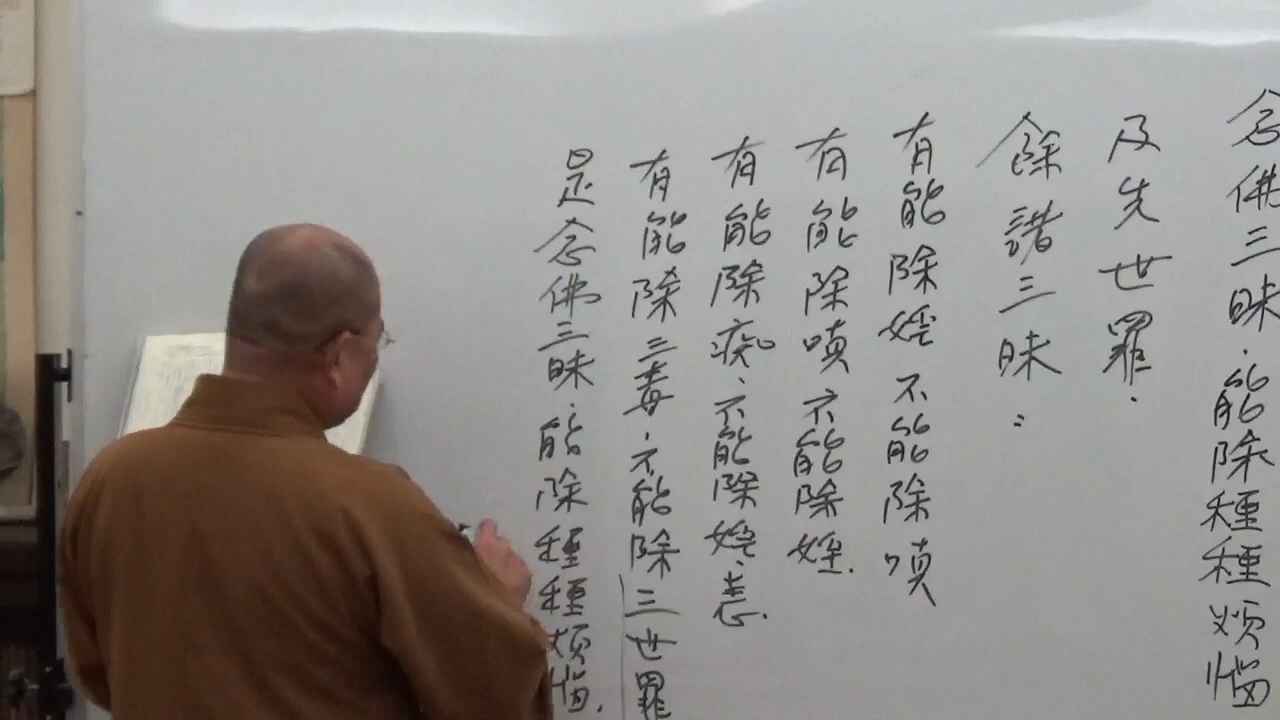 念佛三昧．能除種種煩惱
及先世罪．
餘諸三昧：
有能除婬不能除嗔
有能除嗔不能除婬．
有能除痴、不能除婬、恚．
有能除三毒．不能除三世罪
是念佛三昧．能除種種煩惱．